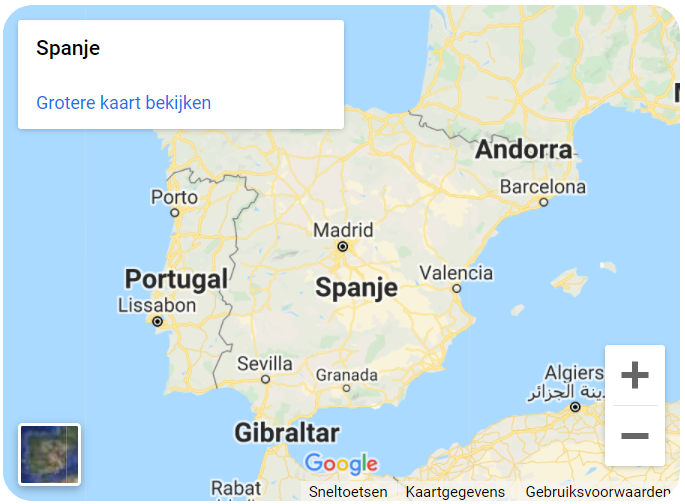 Spanje
Grotere kaart bekijken
Andorra
Barcelona
Porto
Madrid
Valencia
Portugal
Spanje
Lissabon
Sevilla
Granada
Algiers
Gibraltar
Google
Rabat
Sneltoetsen Kaartgegevens Gebruiksvoorwaarden